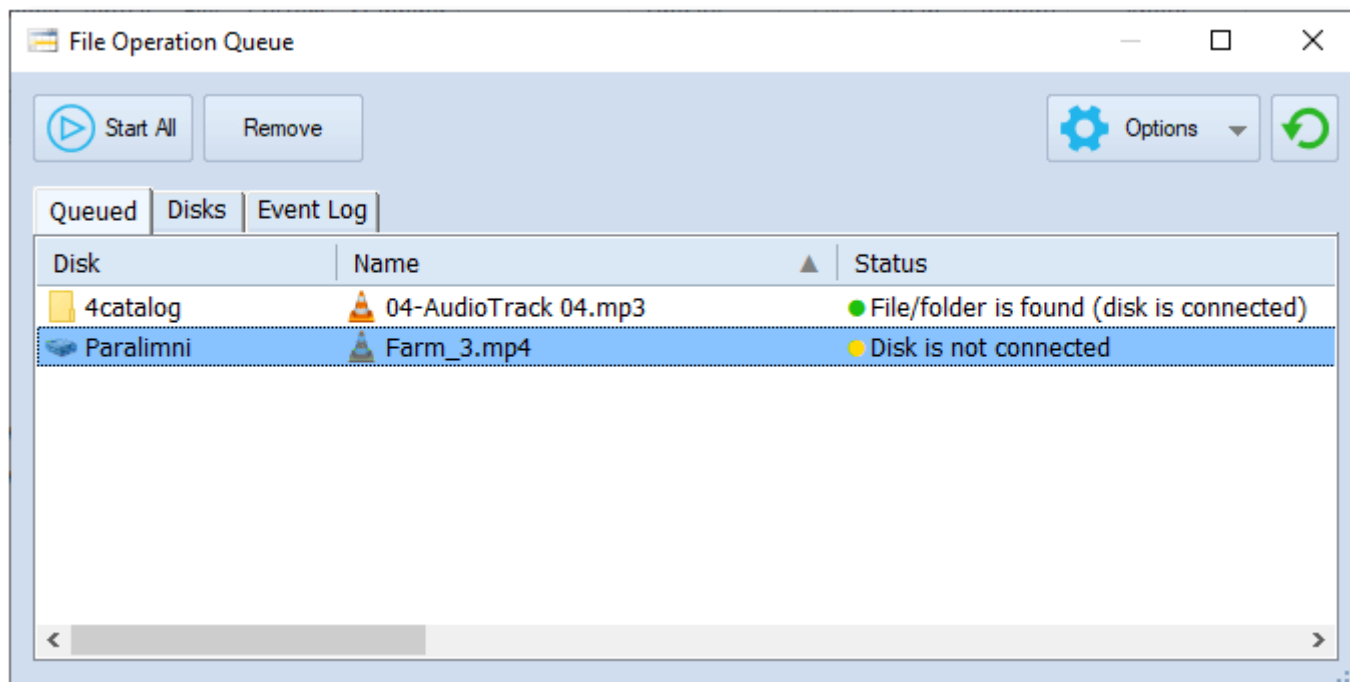 File Operation Queue
Start All Remove Options
Queued Disks Event Log
Disk Name Status
4catalog 04-AudioTrack 04.mp3 File/folder is found (disk is connected)
Paralimni Farm_3.mp4 Disk is not connected